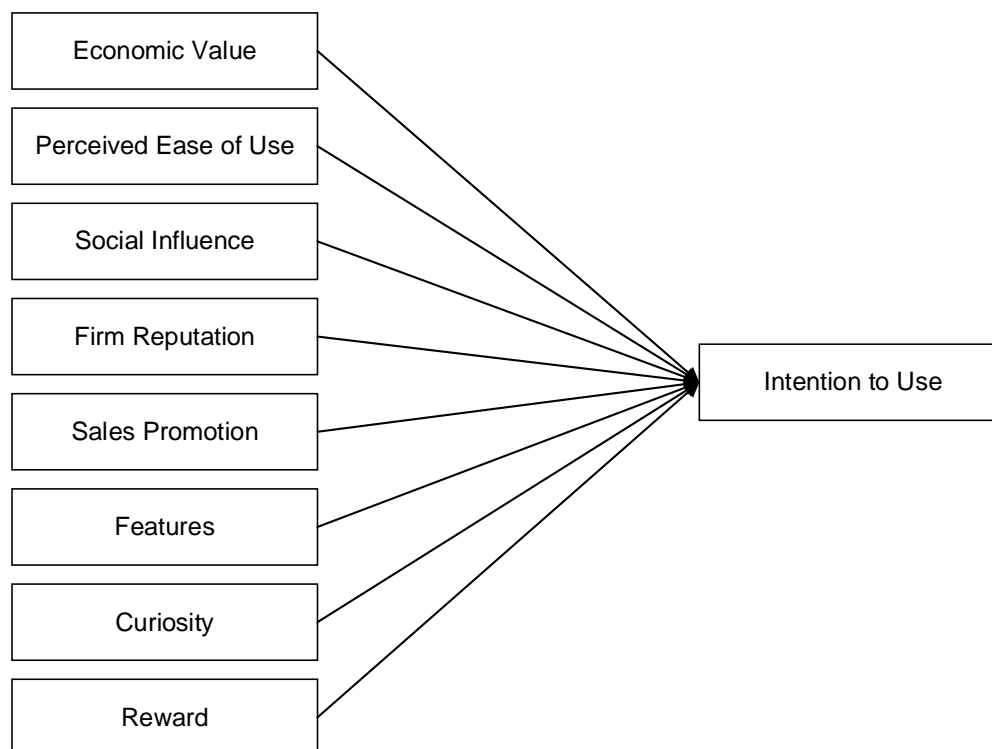 Economic Value
Perceived Ease of Use
Social Influence
Firm Reputation
Intention to Use
Sales Promotion
Features
Curiosity
Reward